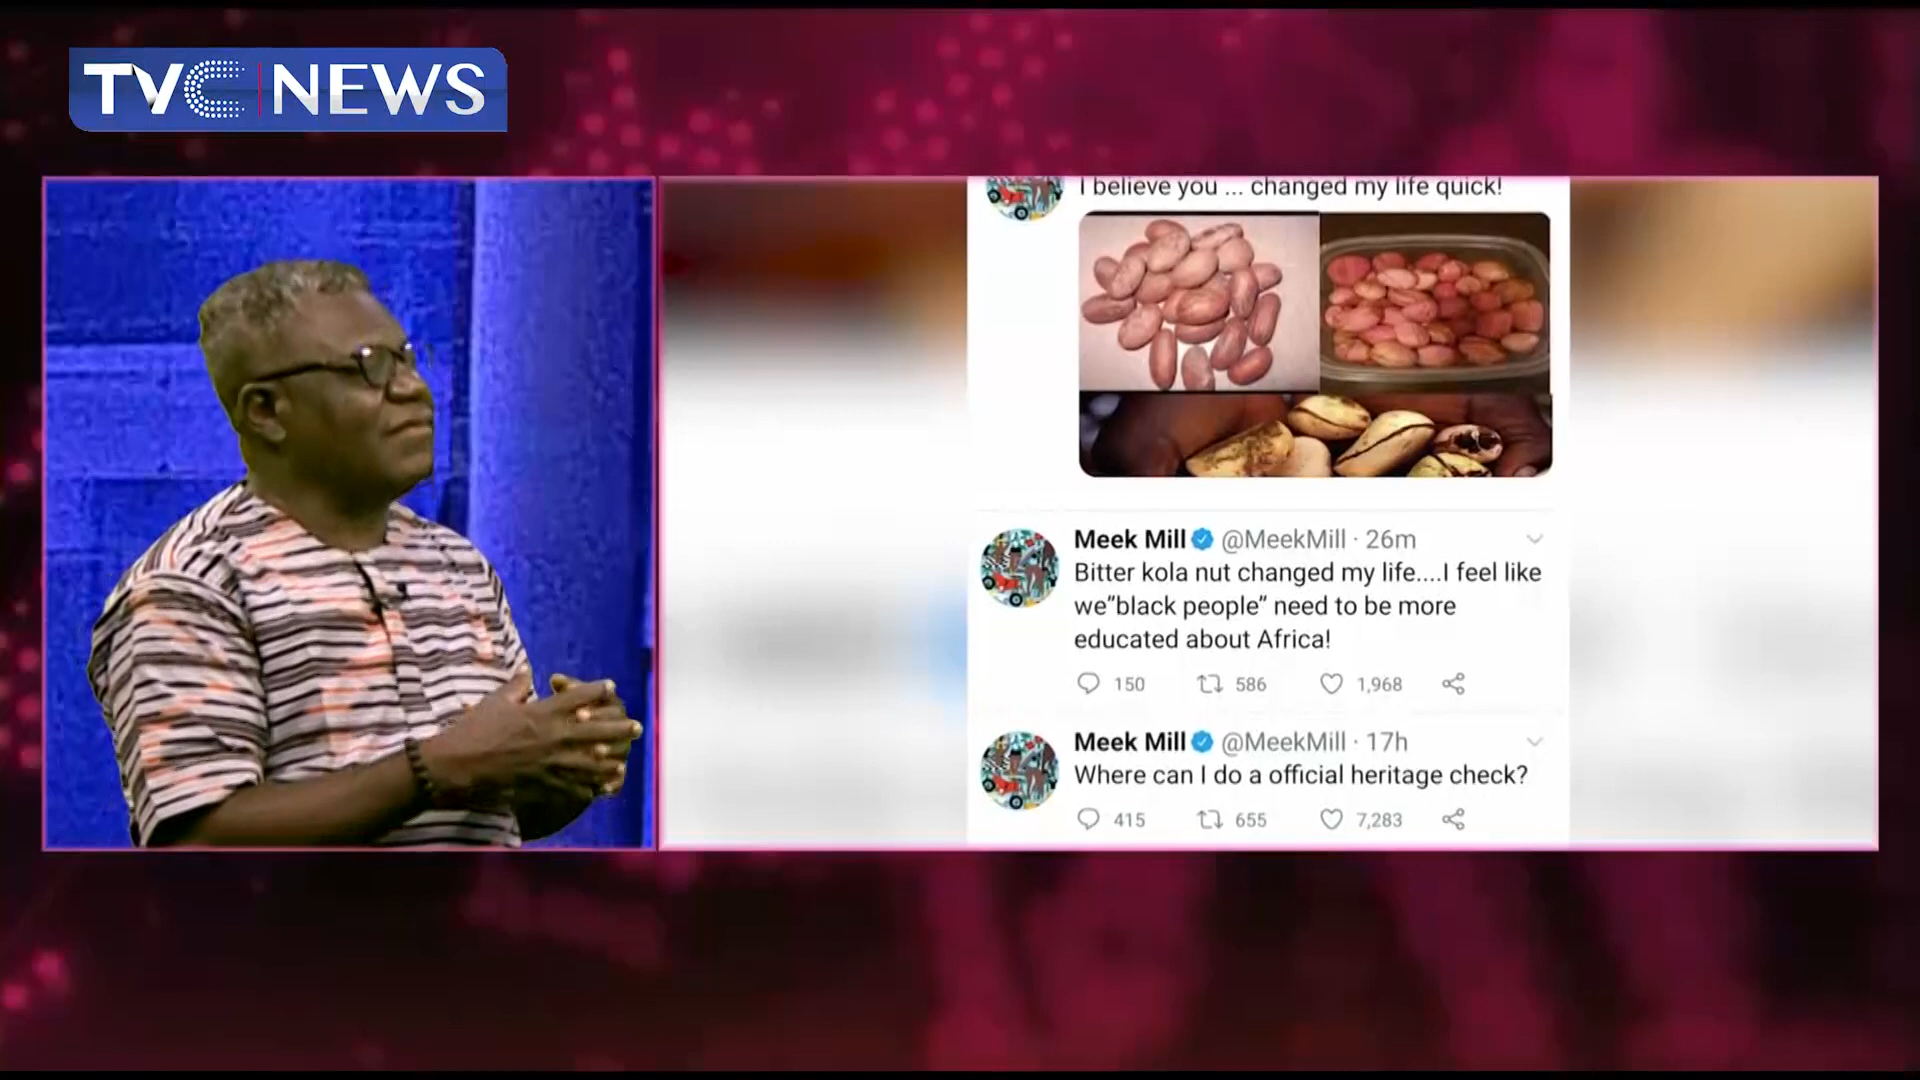 TVC NEWS
I believe you ... changed my life quick!
Meek Mill @MeekMill · 26m
Bitter kola nut changed my life....I feel like
we"black people" need to be more
educated about Africa!
150 586 1,968
Meek Mill @MeekMill · 17h
Where can I do a official heritage check?
415 655 7,283